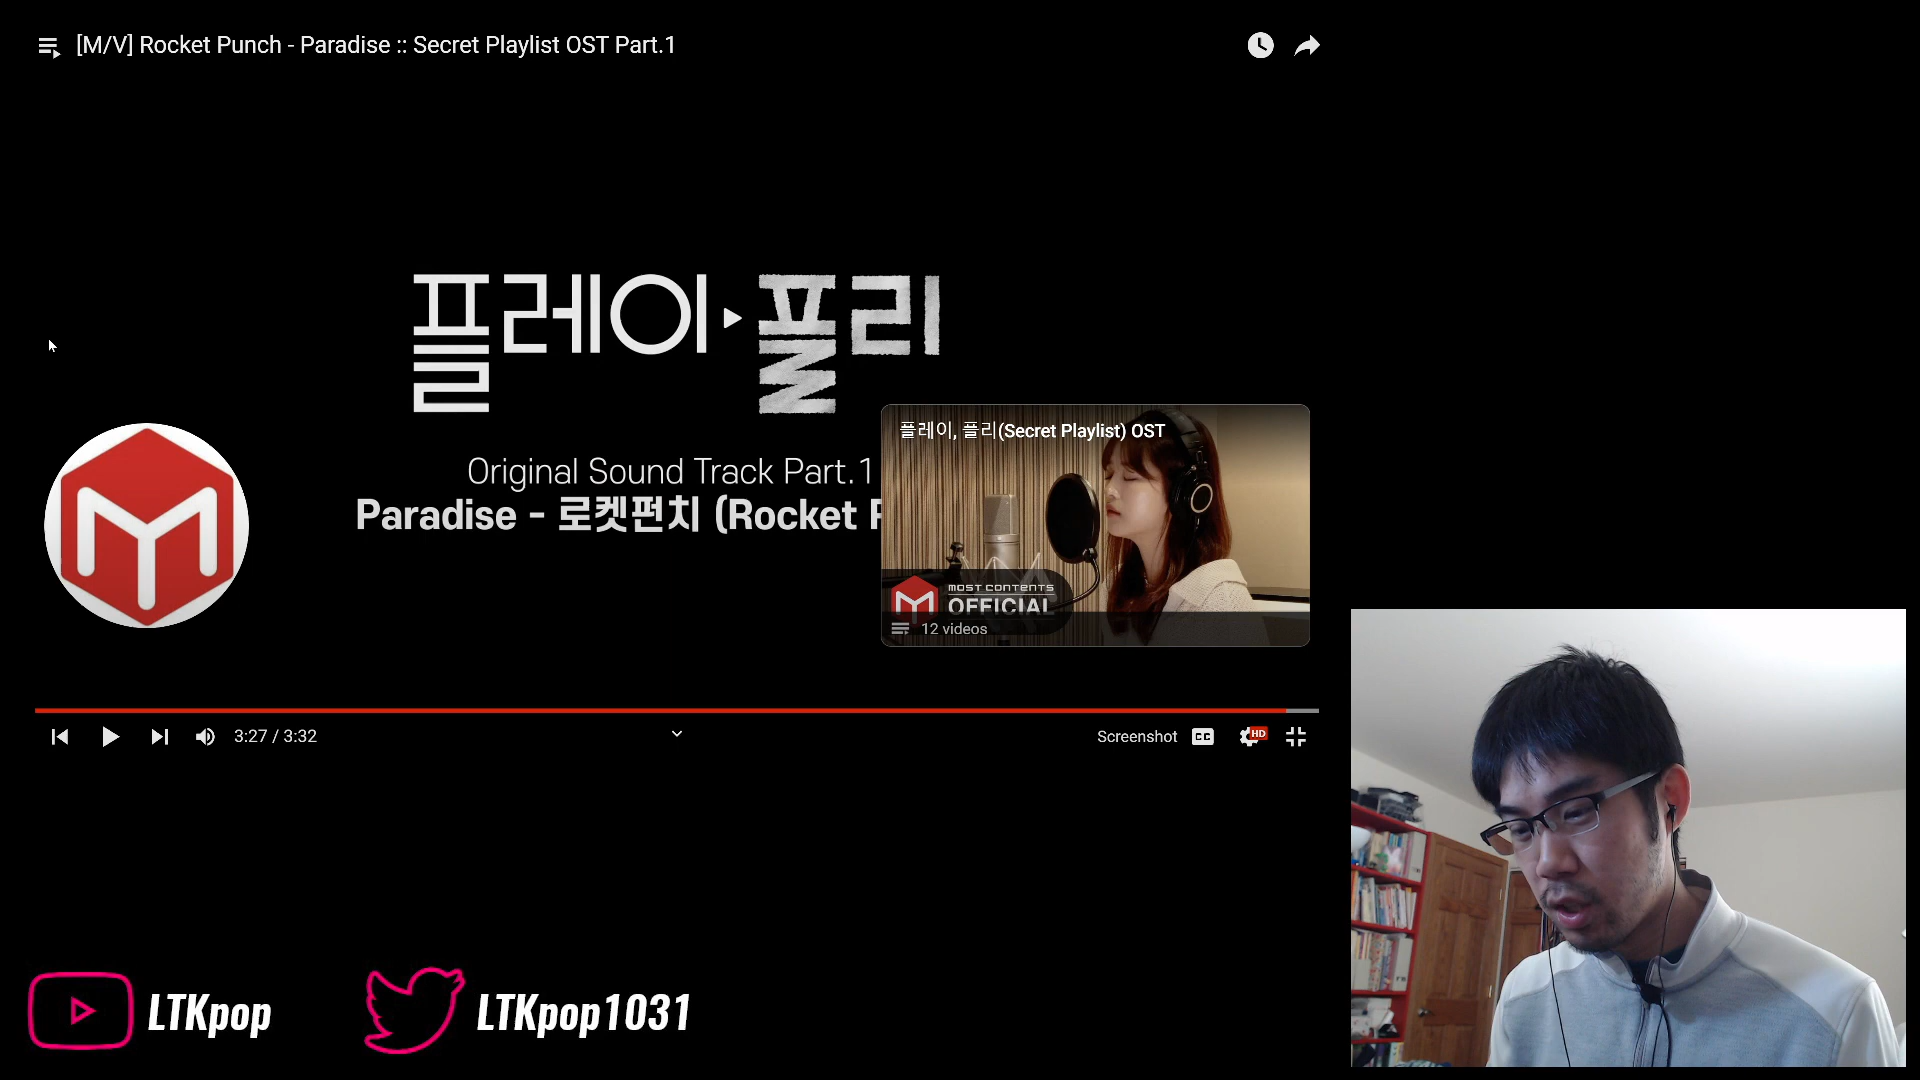 [M/V] Rocket Punch - Paradise :: Secret Playlist OST Part.1
플레이 플리
플레이, 플리(Secret Playlist) OST
Original Sound Track Part.1
Paradise - 로켓펀치 (Rocket
MOST CONTENTS
OFFICIAL
12 videos
3:27 / 3:32
Screenshot
CC
HD
LTKpop
LTKpop1031